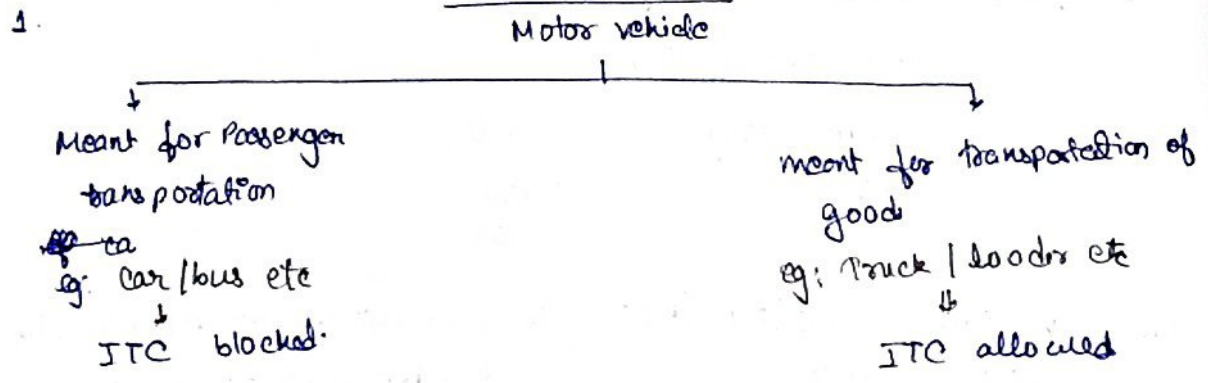 1.
Motor vehicle
Meant for Passenger
transportation
eg: car/bus etc
ITC blocked.
meant for transportation of
good
eg: Truck / loader etc
ITC allowed